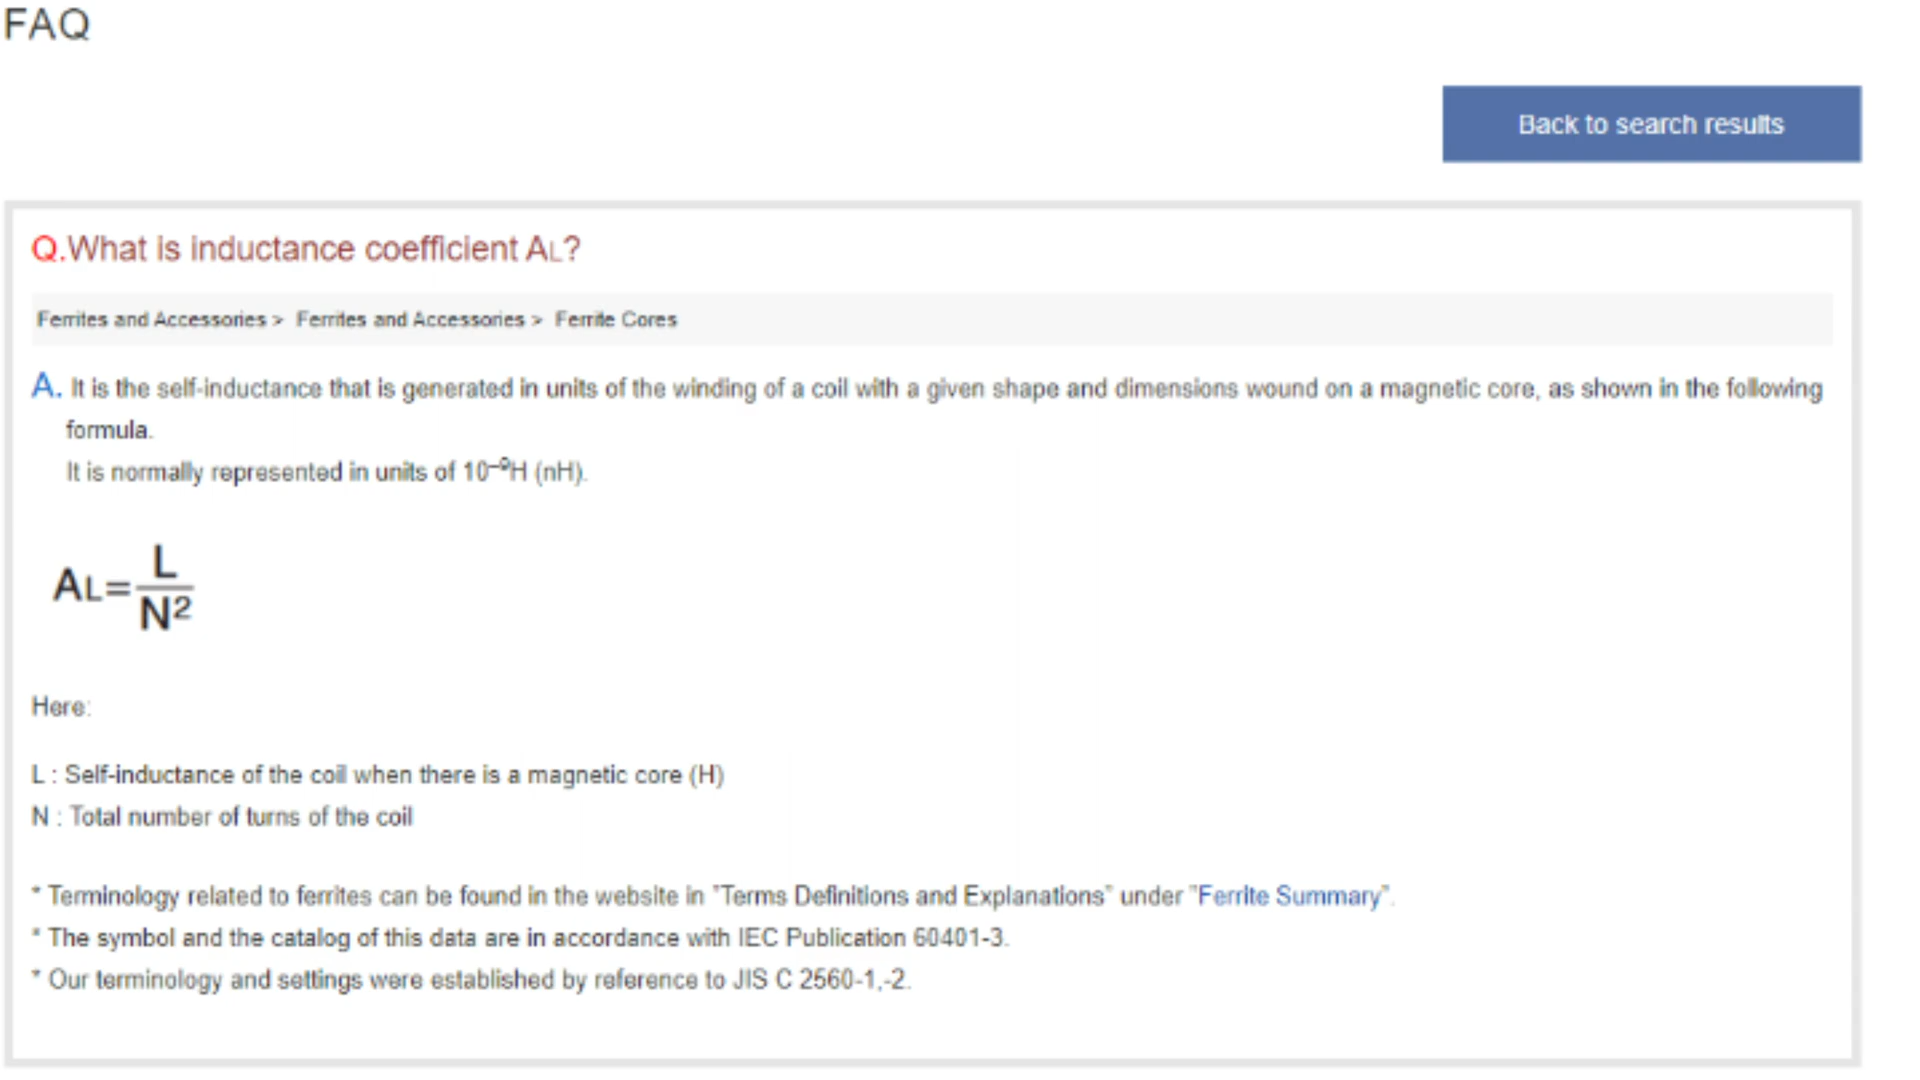 FAQ
Back to search results
Q.What is inductance coefficient AL?
Ferrites and Accessories > Ferrites and Accessories > Ferrite Cores
A. It is the self-inductance that is generated in units of the winding of a coil with a given shape and dimensions wound on a magnetic core, as shown in the following
formula.
It is normally represented in units of 10⁻⁹H (nH).
AL=L/N²
Here:
L : Self-inductance of the coil when there is a magnetic core (H)
N : Total number of turns of the coil
* Terminology related to ferrites can be found in the website in "Terms Definitions and Explanations" under "Ferrite Summary".
* The symbol and the catalog of this data are in accordance with IEC Publication 60401-3.
* Our terminology and settings were established by reference to JIS C 2560-1,-2.